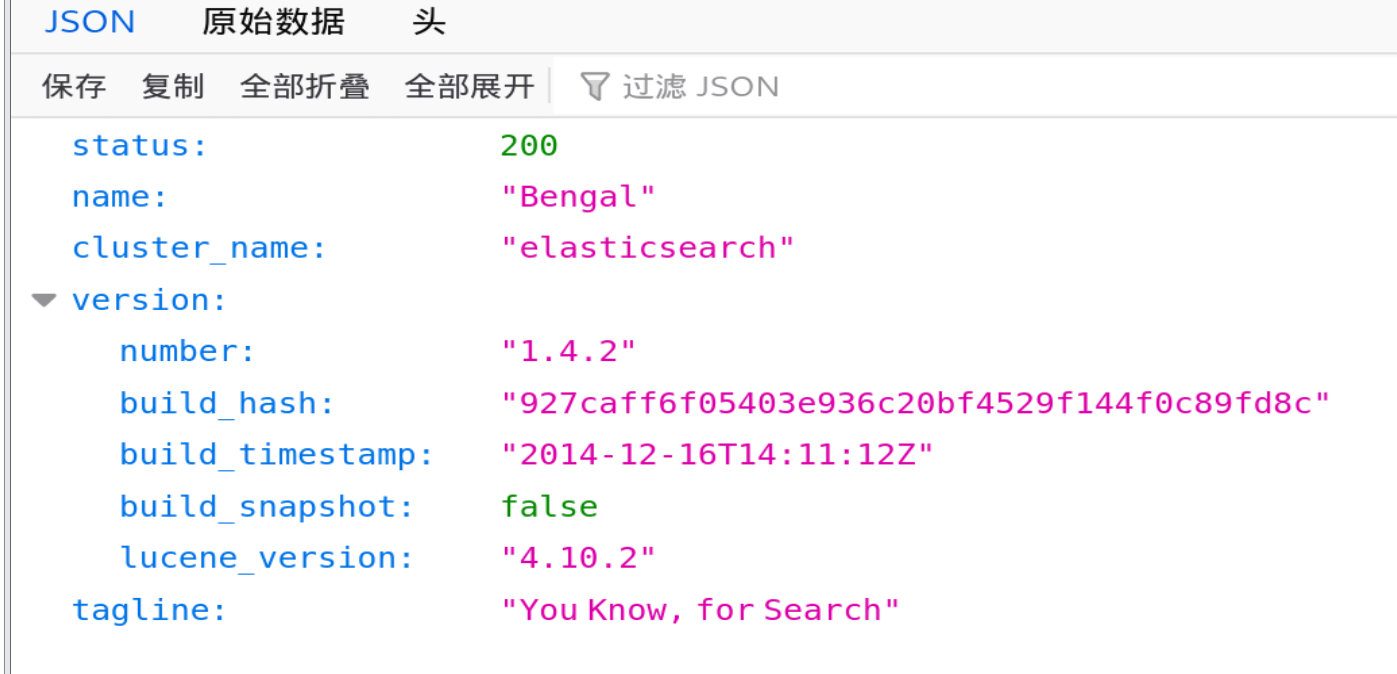 JSON 原始数据 头
保存 复制 全部折叠 全部展开 过滤 JSON
status: 200
name: "Bengal"
cluster_name: "elasticsearch"
version:
number: "1.4.2"
build_hash: "927caff6f05403e936c20bf4529f144f0c89fd8c"
build_timestamp: "2014-12-16T14:11:12Z"
build_snapshot: false
lucene_version: "4.10.2"
tagline: "You Know, for Search"